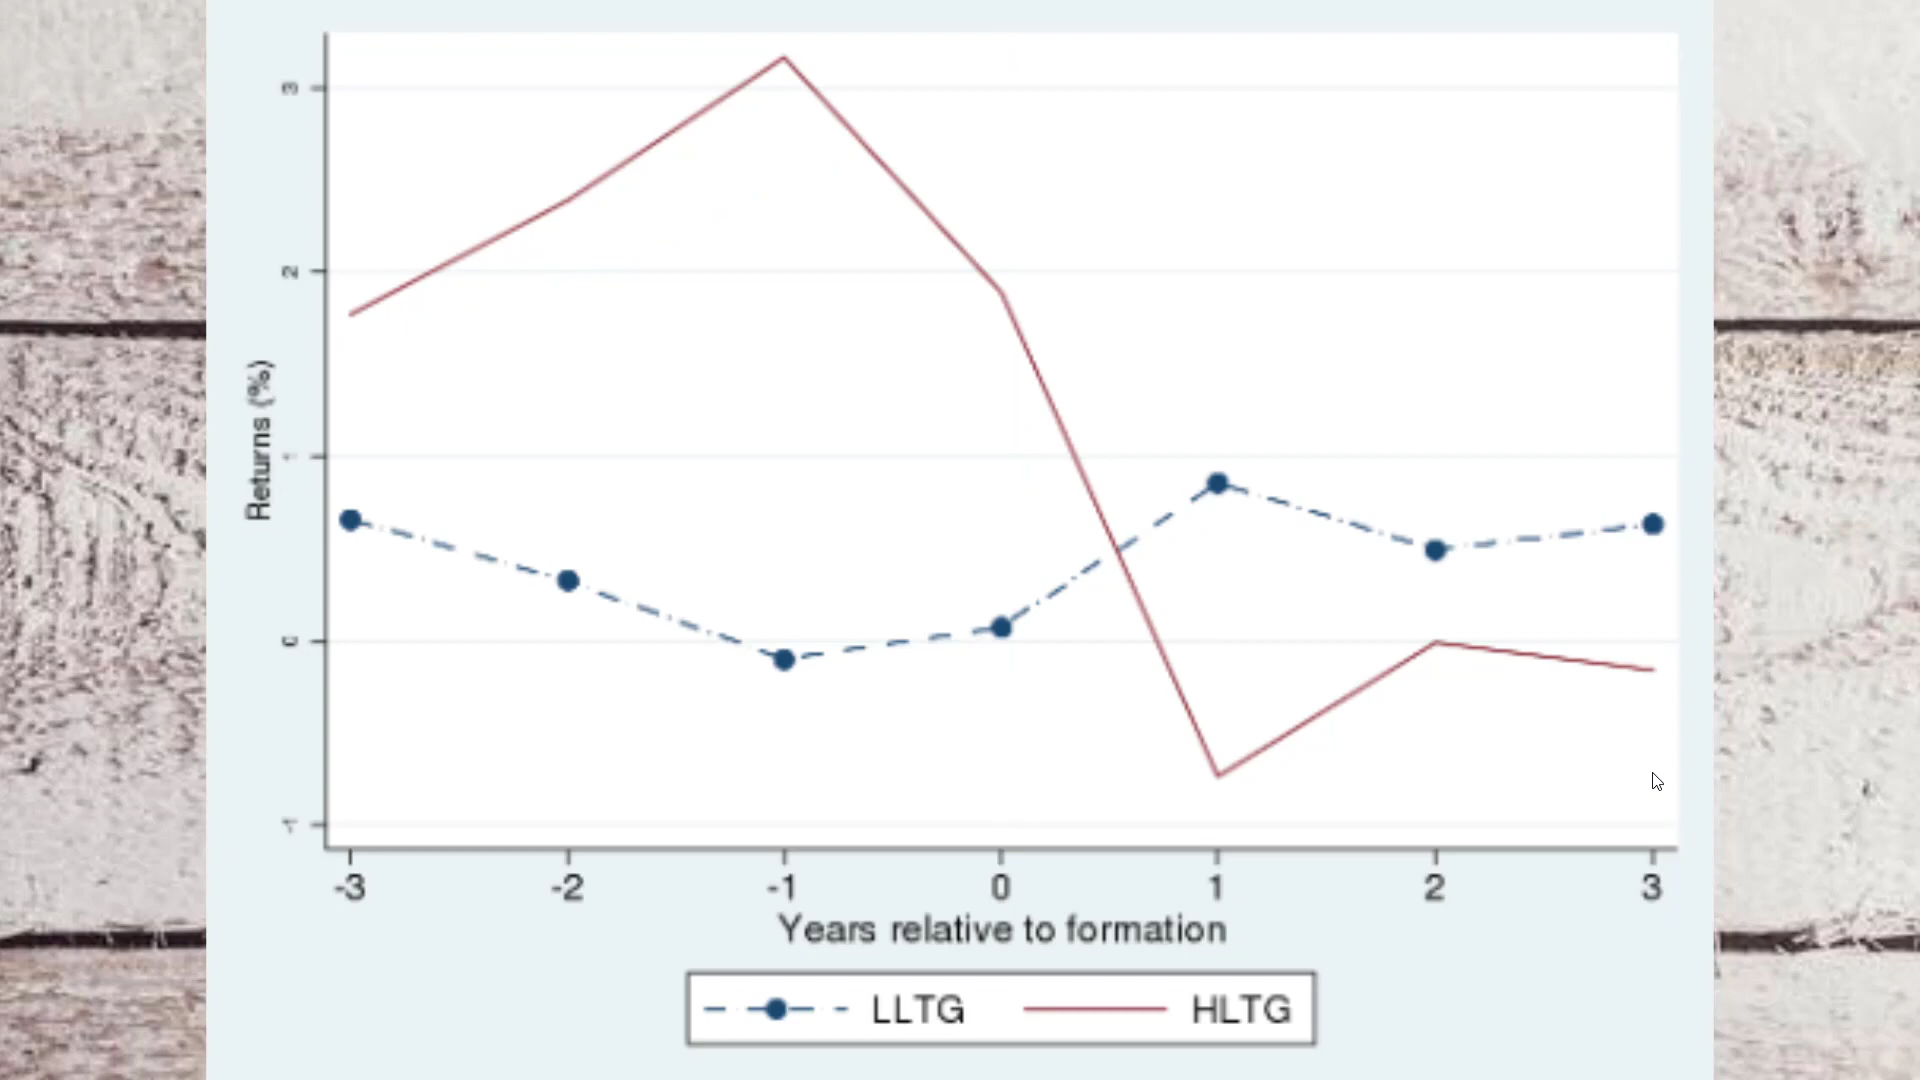 3
2
1
0
-1
Returns (%)
-3 -2 -1 0 1 2 3
Years relative to formation
LLTG HLTG